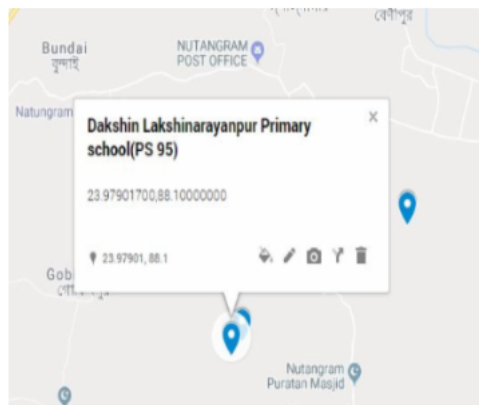 বেণীপুর
Bundai
বুন্দাই
NUTANGRAM
POST OFFICE
Natungram
Dakshin Lakshinarayanpur Primary
school(PS 95)
23.97901700,88.10000000
23.97901, 88.1
Gob
Nutangram
Puratan Masjid